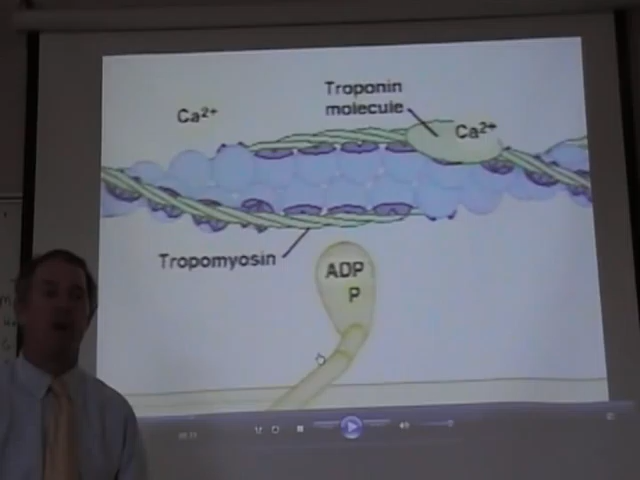 Troponin
molecule
Ca²⁺
Ca²⁺
Tropomyosin
ADP
P